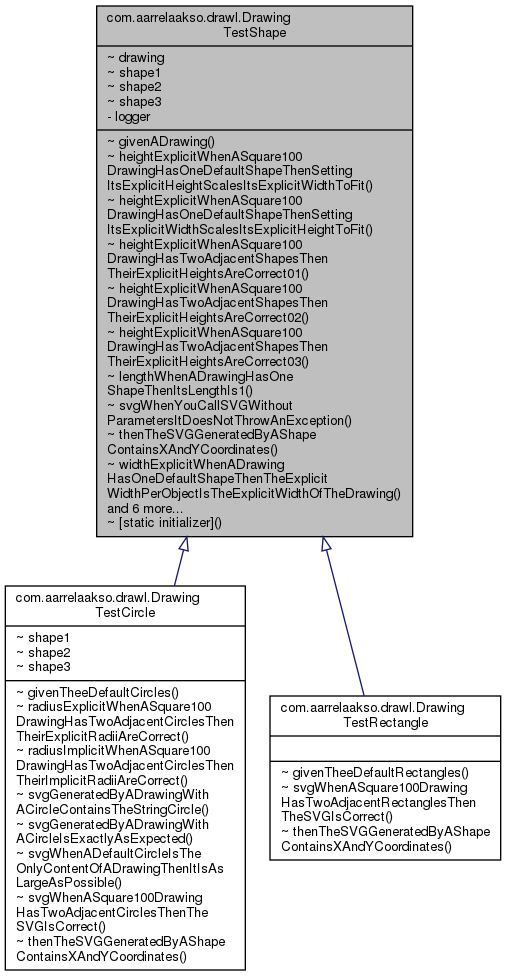 com.aarrelaakso.drawl.Drawing
TestShape
~ drawing
~ shape1
~ shape2
~ shape3
- logger
~ givenADrawing()
~ heightExplicitWhenASquare100
DrawingHasOneDefaultShapeThenSetting
ItsExplicitHeightScalesItsExplicitWidthToFit()
~ heightExplicitWhenASquare100
DrawingHasOneDefaultShapeThenSetting
ItsExplicitWidthScalesItsExplicitHeightToFit()
~ heightExplicitWhenASquare100
DrawingHasTwoAdjacentShapesThen
TheirExplicitHeightsAreCorrect01()
~ heightExplicitWhenASquare100
DrawingHasTwoAdjacentShapesThen
TheirExplicitHeightsAreCorrect02()
~ heightExplicitWhenASquare100
DrawingHasTwoAdjacentShapesThen
TheirExplicitHeightsAreCorrect03()
~ lengthWhenADrawingHasOne
ShapeThenItsLengthIs1()
~ svgWhenYouCallSVGWithout
ParametersItDoesNotThrowAnException()
~ thenTheSVGGeneratedByAShape
ContainsXAndYCoordinates()
~ widthExplicitWhenADrawing
HasOneDefaultShapeThenTheExplicit
WidthPerObjectIsTheExplicitWidthOfTheDrawing()
and 6 more...
~ [static initializer]()
com.aarrelaakso.drawl.Drawing
TestCircle
~ shape1
~ shape2
~ shape3
~ givenTheeDefaultCircles()
~ radiusExplicitWhenASquare100
DrawingHasTwoAdjacentCirclesThen
TheirExplicitRadiiAreCorrect()
~ radiusImplicitWhenASquare100
DrawingHasTwoAdjacentCirclesThen
TheirImplicitRadiiAreCorrect()
~ svgGeneratedByADrawingWith
ACircleContainsTheStringCircle()
~ svgGeneratedByADrawingWith
ACircleIsExactlyAsExpected()
~ svgWhenADefaultCircleIsThe
OnlyContentOfADrawingThenItIsAs
LargeAsPossible()
~ svgWhenASquare100Drawing
HasTwoAdjacentCirclesThenThe
SVGIsCorrect()
~ thenTheSVGGeneratedByAShape
ContainsXAndYCoordinates()
com.aarrelaakso.drawl.Drawing
TestRectangle
~ givenTheeDefaultRectangles()
~ svgWhenASquare100Drawing
HasTwoAdjacentRectanglesThen
TheSVGIsCorrect()
~ thenTheSVGGeneratedByAShape
ContainsXAndYCoordinates()